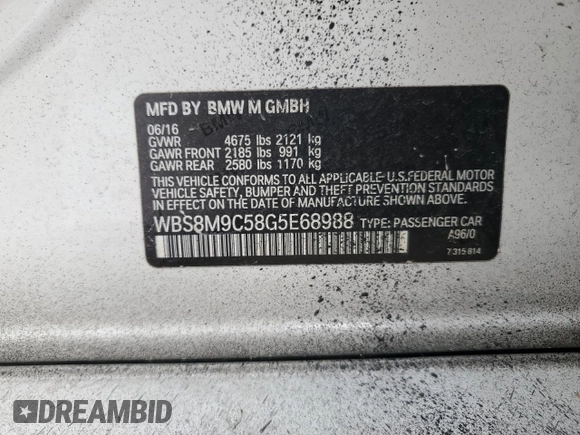 MFD BY BMW M GMBH
06/16
GVWR 4675 lbs 2121 kg
GAWR FRONT 2185 lbs 991 kg
GAWR REAR 2580 lbs 1170 kg
THIS VEHICLE CONFORMS TO ALL APPLICABLE U.S.FEDERAL MOTOR
VEHICLE SAFETY, BUMPER AND THEFT PREVENTION STANDARDS
IN EFFECT ON THE DATE OF MANUFACTURE SHOWN ABOVE.
WBS8M9C58G5E68988 TYPE: PASSENGER CAR
A96/0
7 315 814
DREAMBID